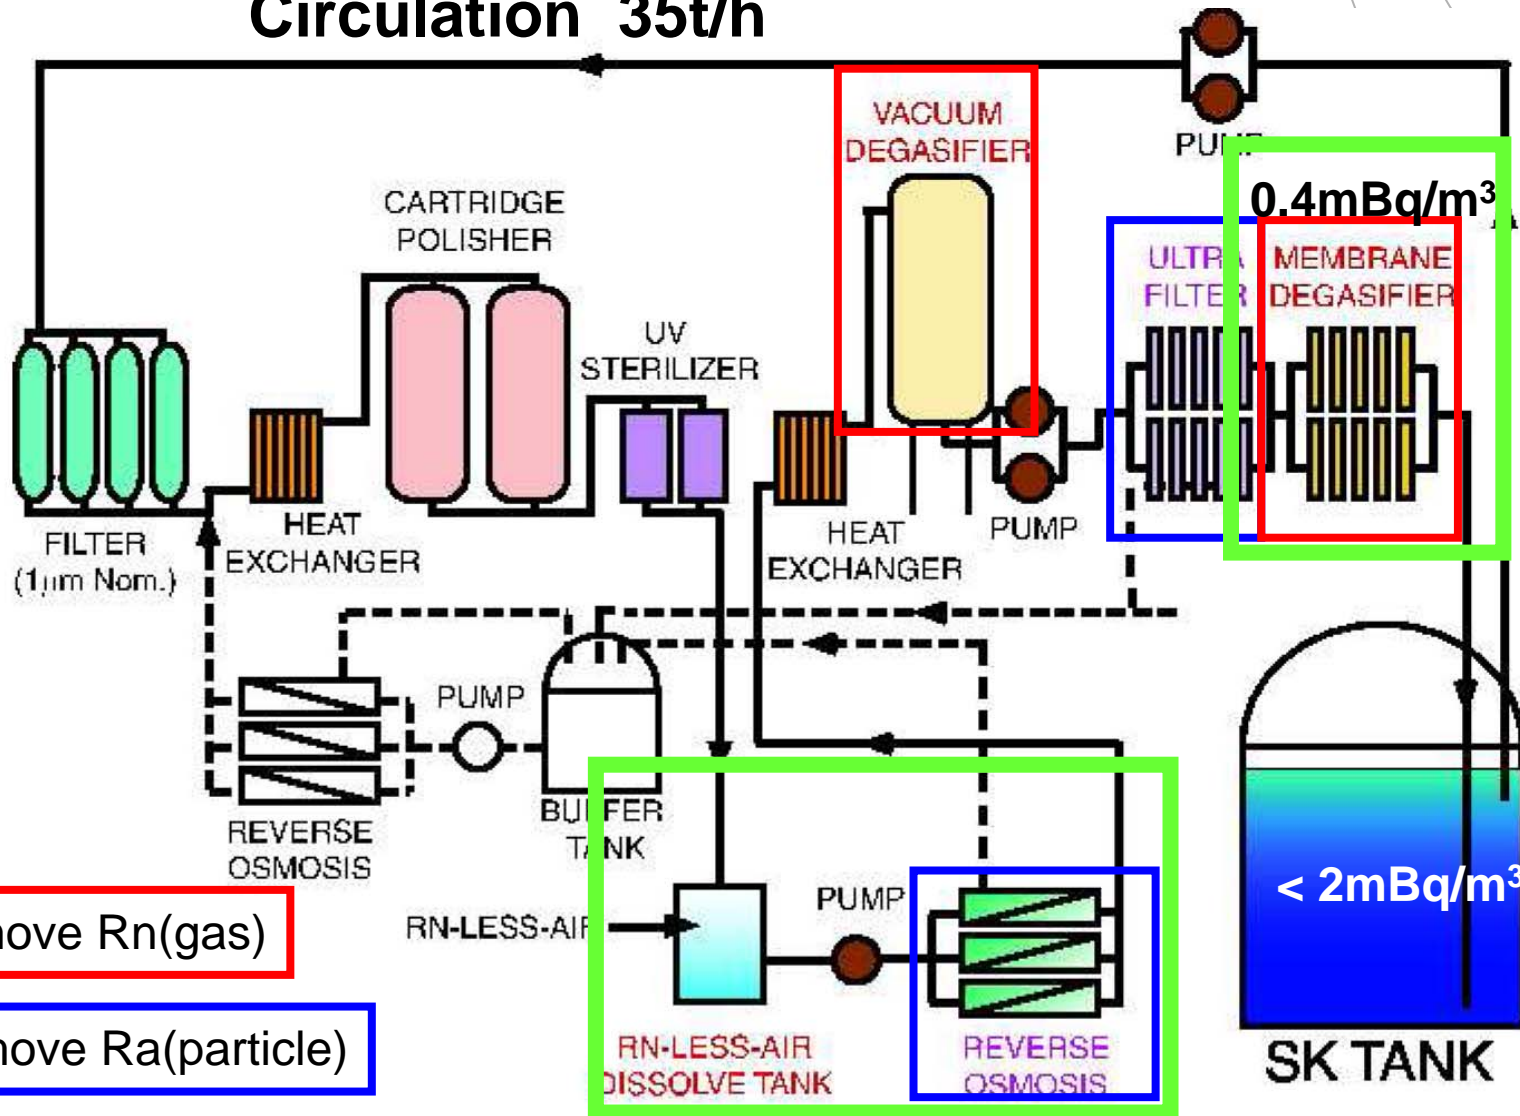 Circulation 35t/h
VACUUM
DEGASIFIER
PUMP
0.4mBq/m³
CARTRIDGE
POLISHER
ULTRA
FILTER
MEMBRANE
DEGASIFIER
UV
STERILIZER
FILTER
(1μm Nom.)
HEAT
EXCHANGER
HEAT
EXCHANGER
PUMP
PUMP
REVERSE
OSMOSIS
BUFFER
TANK
< 2mBq/m³
RN-LESS-AIR
PUMP
move Rn(gas)
move Ra(particle)
RN-LESS-AIR
DISSOLVE TANK
REVERSE
OSMOSIS
SK TANK